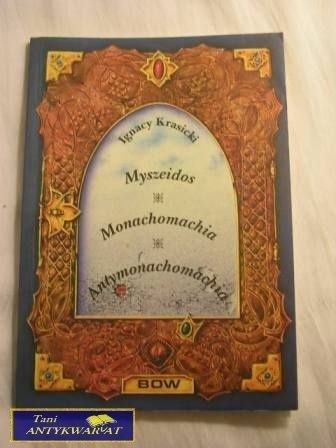 Ignacy Krasicki
Myszeidos
Monachomachia
Antymonachomachia
BOW
Tani
ANTYKWARIAT